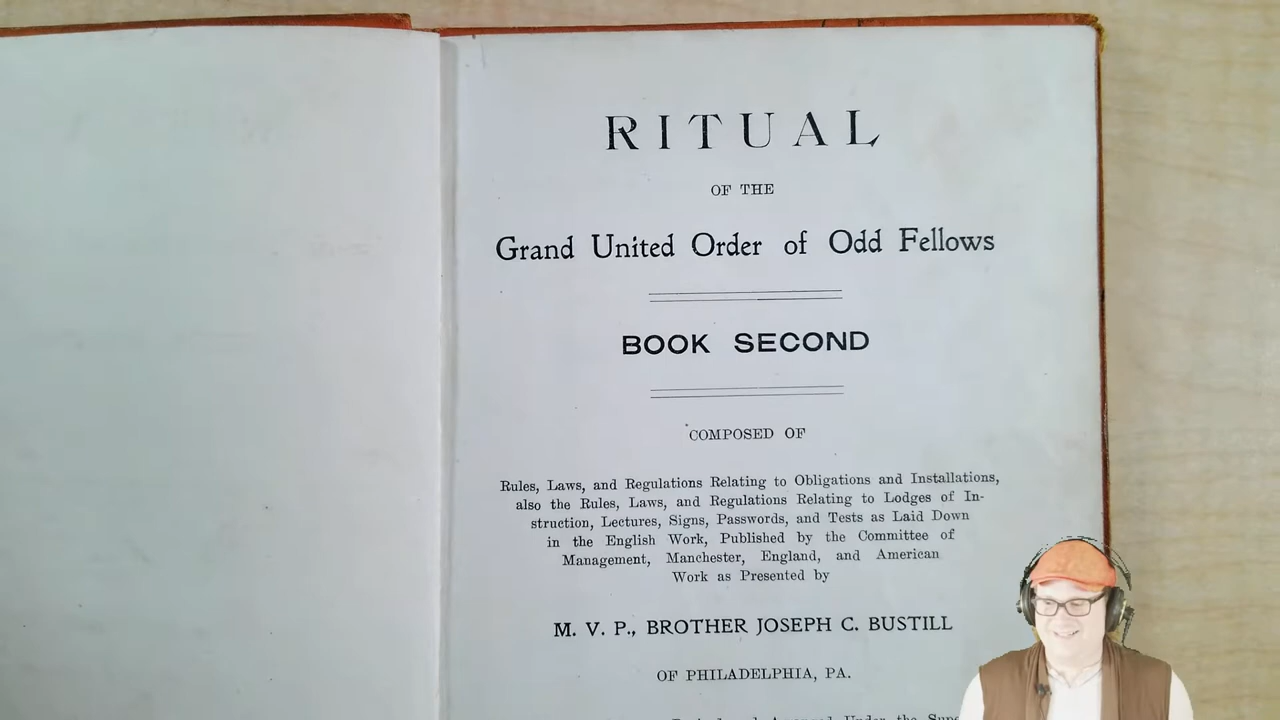 RITUAL
OF THE
Grand United Order of Odd Fellows
BOOK SECOND
COMPOSED OF
Rules, Laws, and Regulations Relating to Obligations and Installations,
also the Rules, Laws, and Regulations Relating to Lodges of In-
struction, Lectures, Signs, Passwords, and Tests as Laid Down
in the English Work, Published by the Committee of
Management, Manchester, England, and American
Work as Presented by
M. V. P., BROTHER JOSEPH C. BUSTILL
OF PHILADELPHIA, PA.
Under the